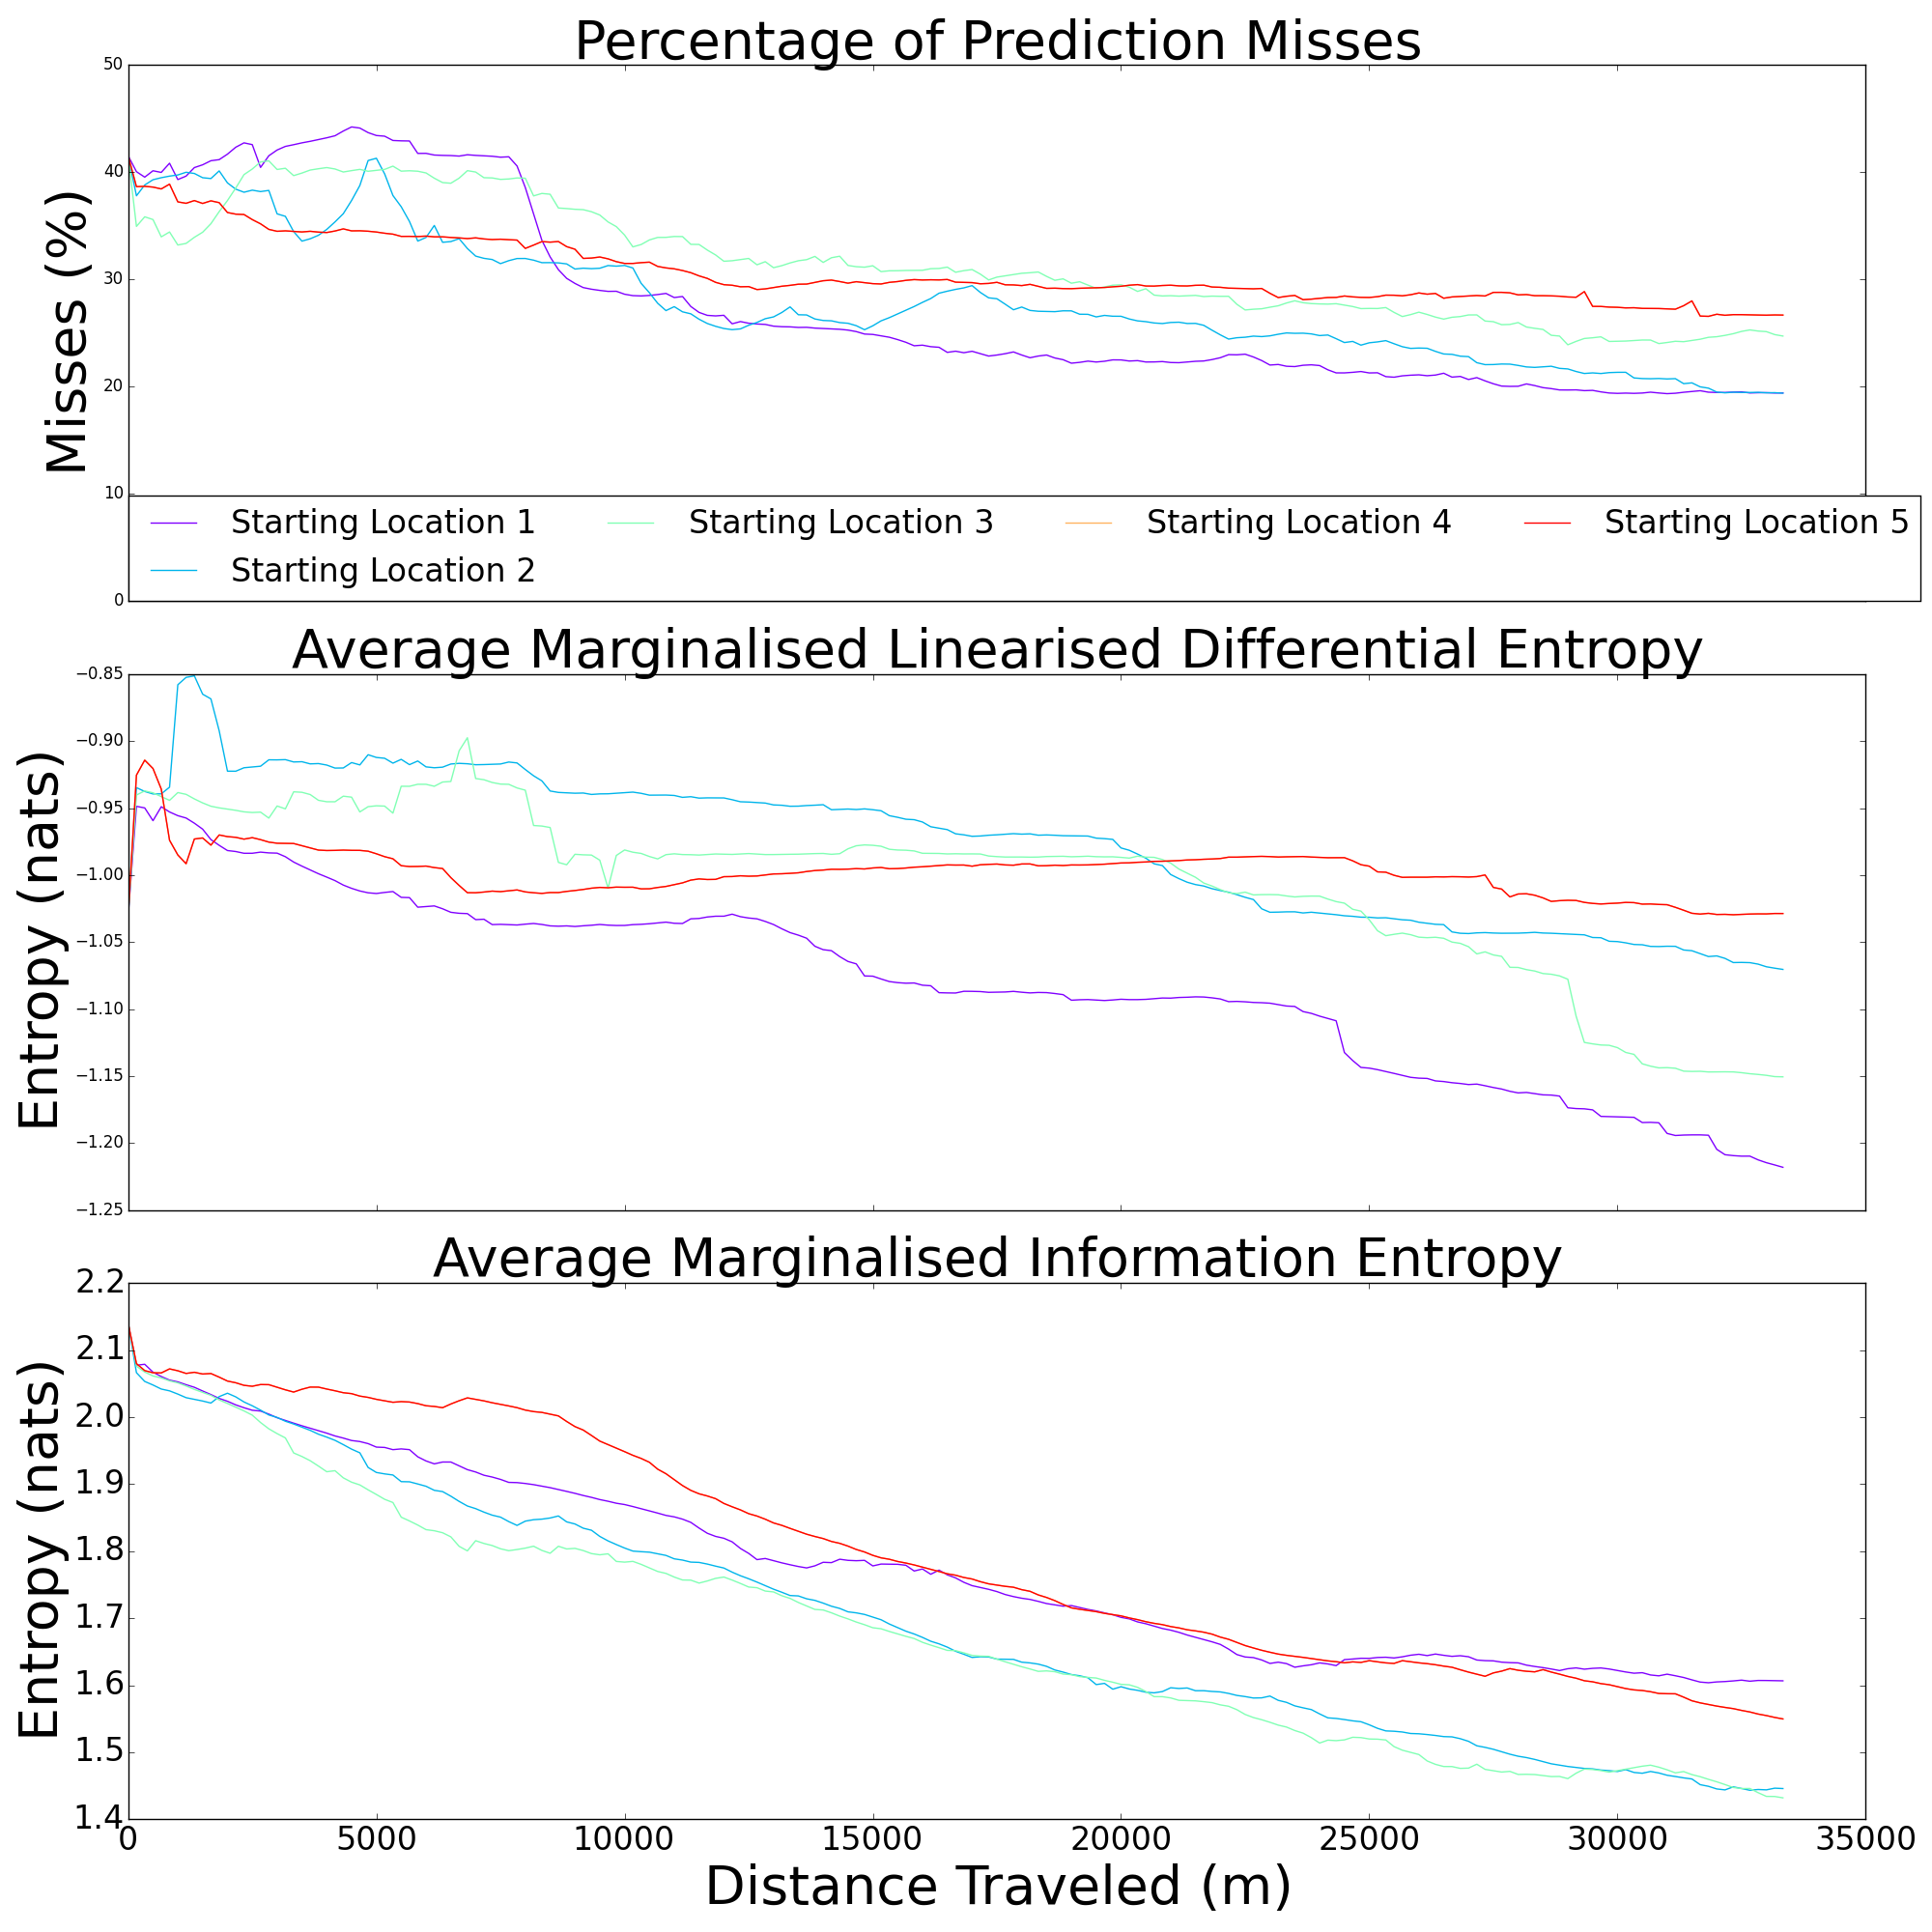 Percentage of Prediction Misses
50
40
30
20
10
0
Misses (%)
Starting Location 1
Starting Location 3
Starting Location 4
Starting Location 5
Starting Location 2
Average Marginalised Linearised Differential Entropy
−0.85
−0.90
−0.95
−1.00
−1.05
−1.10
−1.15
−1.20
−1.25
Entropy (nats)
Average Marginalised Information Entropy
2.2
2.1
2.0
1.9
1.8
1.7
1.6
1.5
1.4
Entropy (nats)
0 5000 10000 15000 20000 25000 30000 35000
Distance Traveled (m)